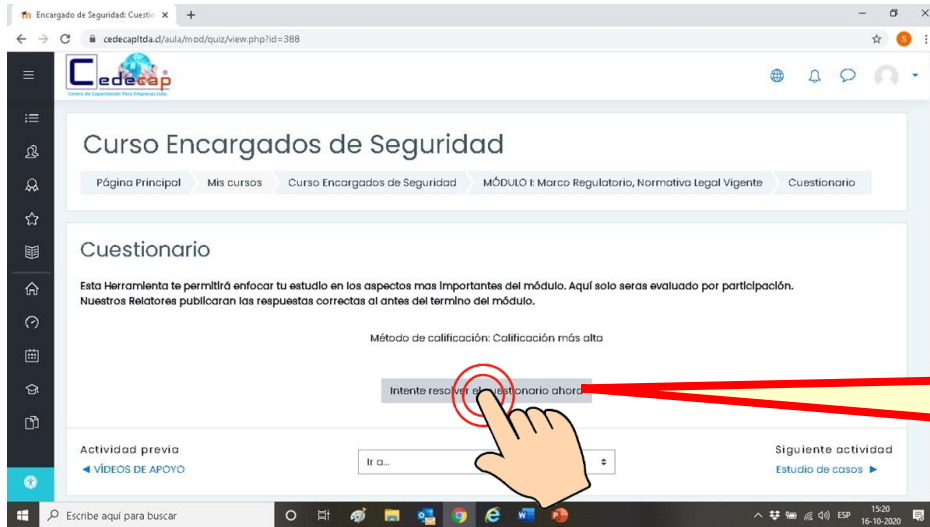 Encargado de Seguridad: Cuestio
cedecapltda.cl/aula/mod/quiz/view.php?id=388
S
Cedecap
Centro de Capacitación Para Empresas Ltda.
Curso Encargados de Seguridad
Página Principal Mis cursos Curso Encargados de Seguridad MÓDULO I: Marco Regulatorio, Normativa Legal Vigente Cuestionario
Cuestionario
Esta Herramienta te permitirá enfocar tu estudio en los aspectos mas importantes del módulo. Aquí solo seras evaluado por participación.
Nuestros Relatores publicaran las respuestas correctas al antes del termino del módulo.
Método de calificación: Calificación más alta
Intente resolver el cuestionario ahora
Actividad previa
◄ VÍDEOS DE APOYO
Ir a...
Siguiente actividad
Estudio de casos ►
Escribe aquí para buscar
ESP
15:20
16-10-2020